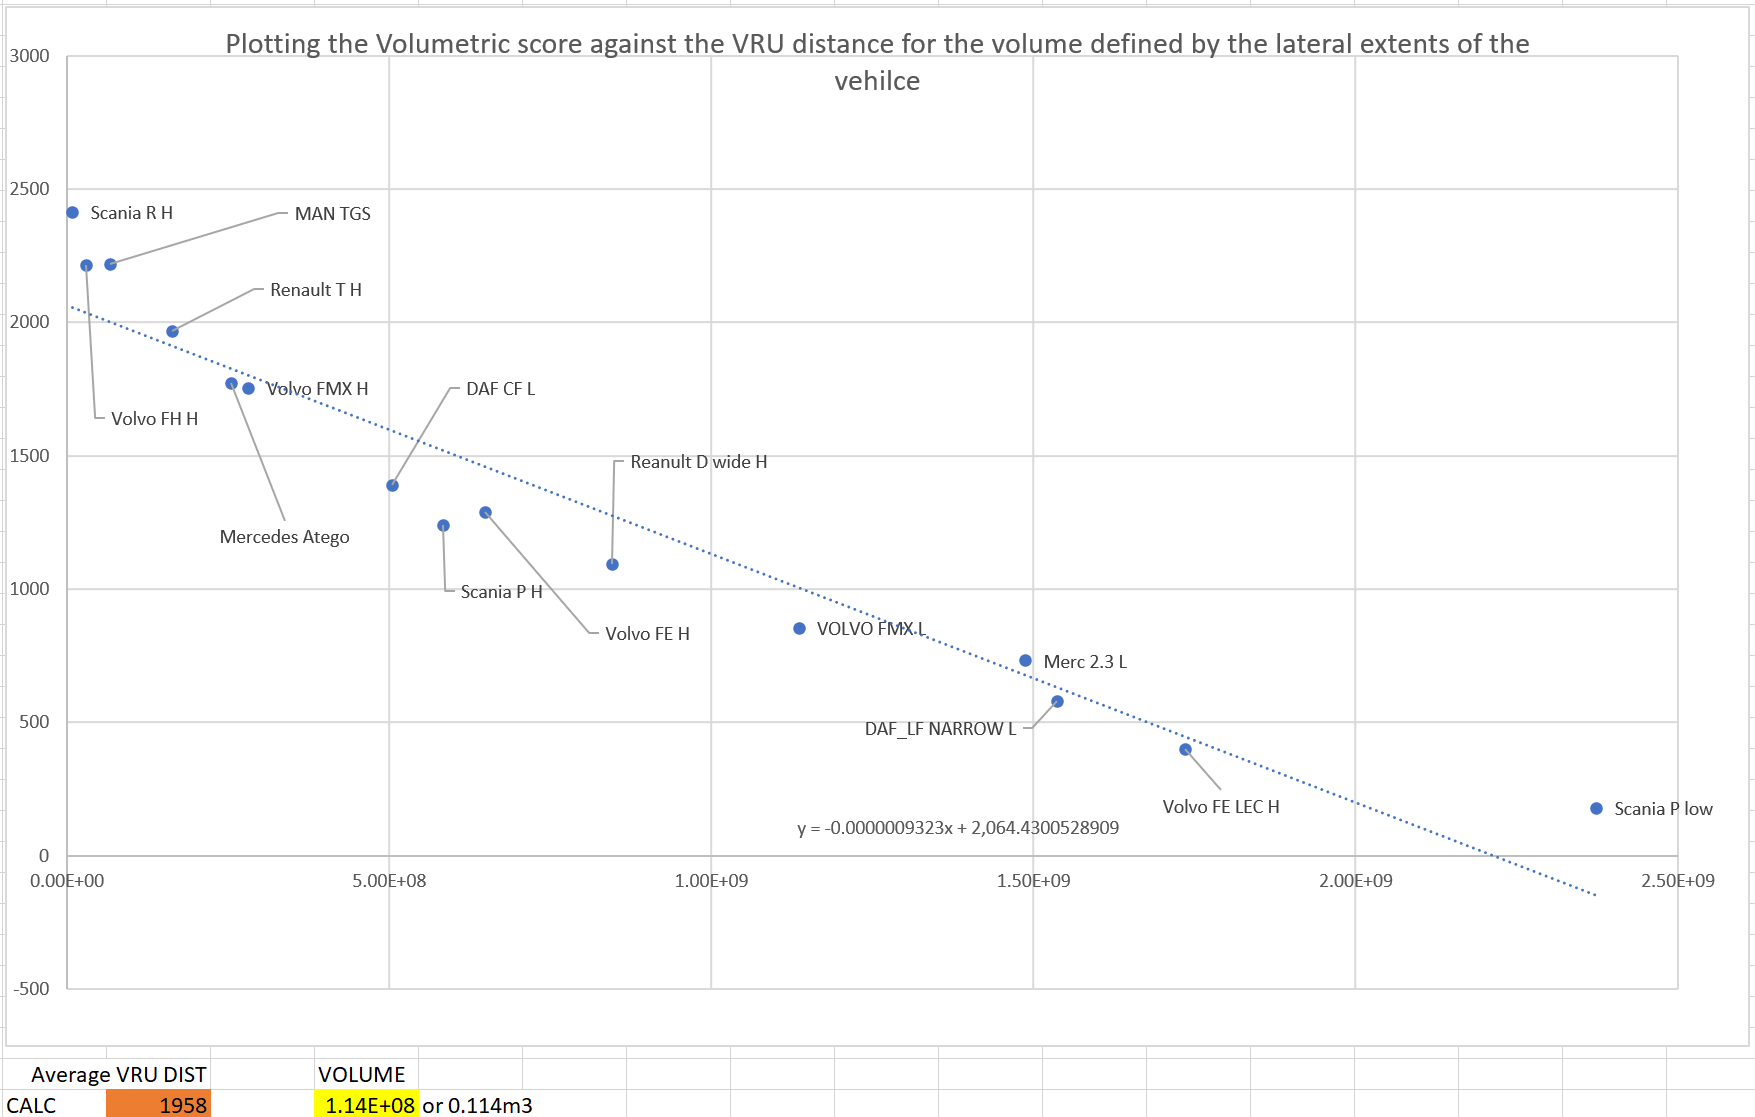 Plotting the Volumetric score against the VRU distance for the volume defined by the lateral extents of the
vehilce
3000
2500
2000
1500
1000
500
0
-500
Scania R H
MAN TGS
Renault T H
Volvo FMX H
DAF CF L
Volvo FH H
Reanult D wide H
Mercedes Atego
Scania P H
Volvo FE H
VOLVO FMX L
Merc 2.3 L
DAF_LF NARROW L
Volvo FE LEC H
Scania P low
y = -0.0000009323x + 2,064.4300528909
0.00E+00 5.00E+08 1.00E+09 1.50E+09 2.00E+09 2.50E+09
Average VRU DIST VOLUME
CALC 1958 1.14E+08 or 0.114m3